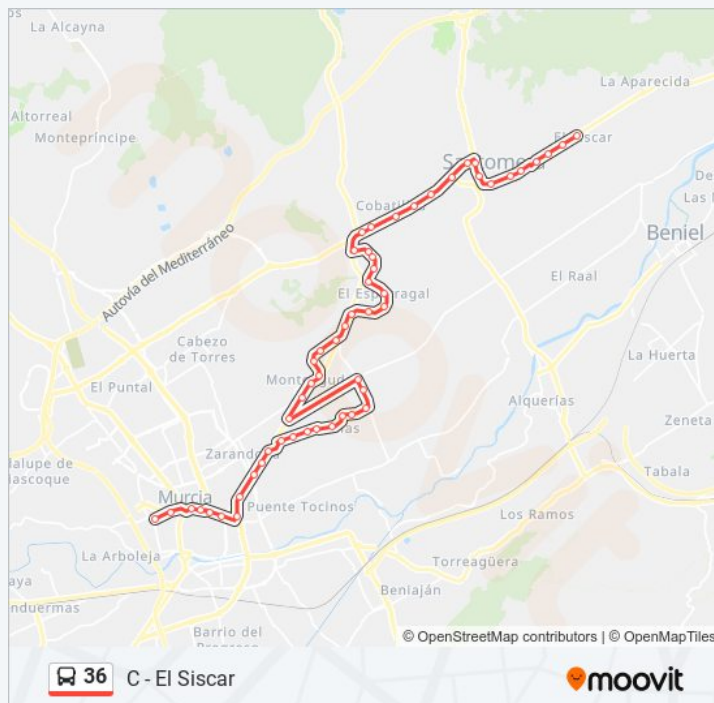 La Alcayna
La Aparecida
Altorreal
Montepríncipe
El Siscar
Santomera
Cobatillas
Beniel
Autovía del Mediterráneo
El Raal
El Esparragal
Cabezo
de Torres
La Huerta
El Puntal
Monteagudo
Alquerías
Zeneta
Zarandona
Tabala
Murcia
Puente Tocinos
Los Ramos
La Arboleja
Torreagüera
Beniaján
Barrio del
Progreso
© OpenStreetMap contributors | © OpenMapTiles
36 C - El Siscar
moovit